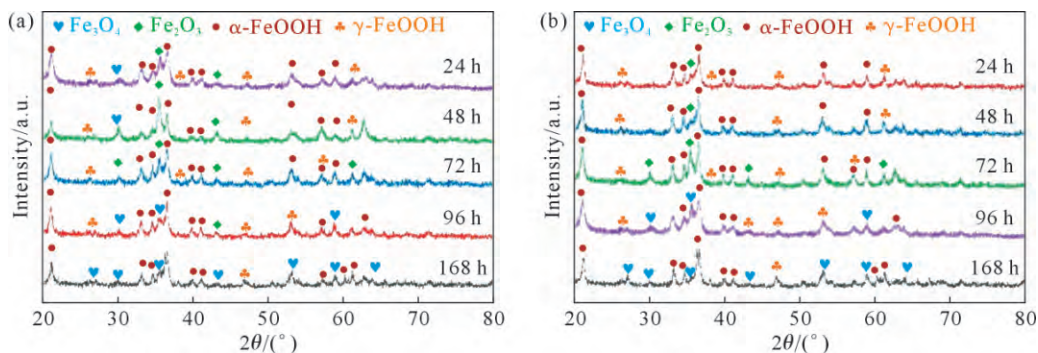 (a)
Fe₃O₄ Fe₂O₃ α-FeOOH γ-FeOOH
24 h
48 h
72 h
96 h
168 h
Intensity/a.u.
20 30 40 50 60 70 80
2θ/(°)
(b)
Fe₃O₄ Fe₂O₃ α-FeOOH γ-FeOOH
24 h
48 h
72 h
96 h
168 h
Intensity/a.u.
20 30 40 50 60 70 80
2θ/(°)